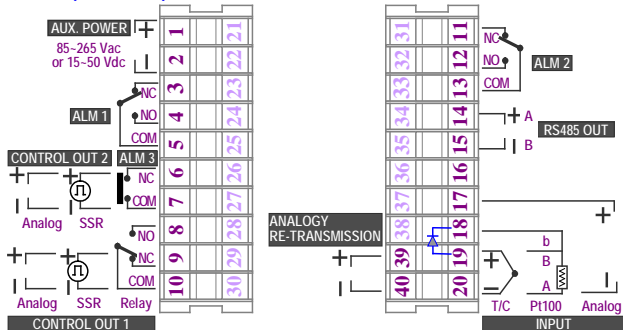 AUX. POWER
85~265 Vac
or 15~50 Vdc
+
1
2
21
22
NC
NO
COM
ALM 1
3
4
5
23
24
25
CONTROL OUT 2
ALM 3
NC
COM
Analog
SSR
6
7
26
27
NO
NC
COM
Analog
SSR
Relay
8
9
10
28
29
30
CONTROL OUT 1
31
32
33
11
12
13
NC
NO
COM
ALM 2
34
35
14
15
+ A
B
RS485 OUT
36
37
16
17
ANALOGY
RE-TRANSMISSION
38
39
40
18
19
20
+
b
B
A
T/C
Pt100
Analog
INPUT